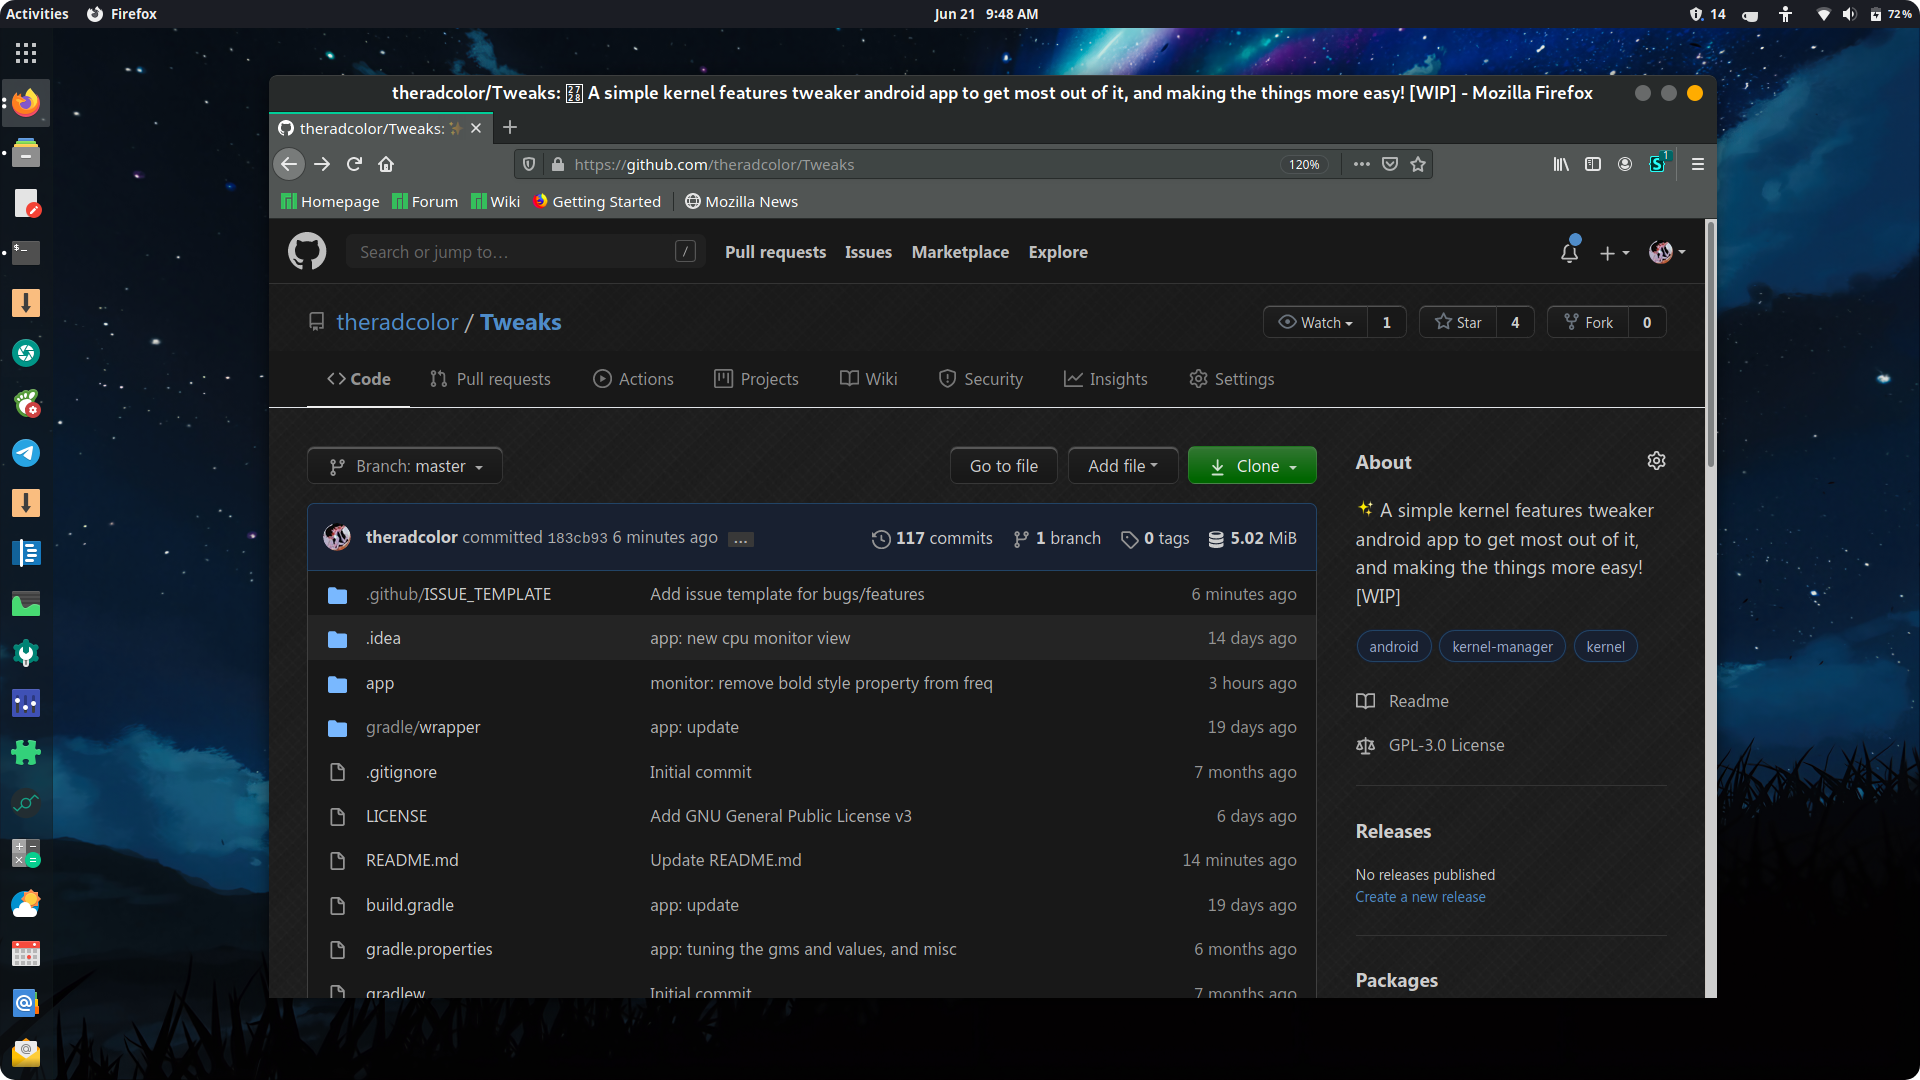 Activities Firefox Jun 21 9:48 AM 14 72%
theradcolor/Tweaks: 2728 A simple kernel features tweaker android app to get most out of it, and making the things more easy! [WIP] - Mozilla Firefox
theradcolor/Tweaks: ✨
https://github.com/theradcolor/Tweaks 120% S 1
Homepage Forum Wiki Getting Started Mozilla News
Search or jump to… / Pull requests Issues Marketplace Explore
theradcolor / Tweaks Watch 1 Star 4 Fork 0
Code Pull requests Actions Projects Wiki Security Insights Settings
Branch: master Go to file Add file Clone
theradcolor committed 183cb93 6 minutes ago … 117 commits 1 branch 0 tags 5.02 MiB
.github/ISSUE_TEMPLATE Add issue template for bugs/features 6 minutes ago
.idea app: new cpu monitor view 14 days ago
app monitor: remove bold style property from freq 3 hours ago
gradle/wrapper app: update 19 days ago
.gitignore Initial commit 7 months ago
LICENSE Add GNU General Public License v3 6 days ago
README.md Update README.md 14 minutes ago
build.gradle app: update 19 days ago
gradle.properties app: tuning the gms and values, and misc 6 months ago
gradlew Initial commit 7 months ago
About
✨ A simple kernel features tweaker
android app to get most out of it,
and making the things more easy!
[WIP]
android kernel-manager kernel
Readme
GPL-3.0 License
Releases
No releases published
Create a new release
Packages